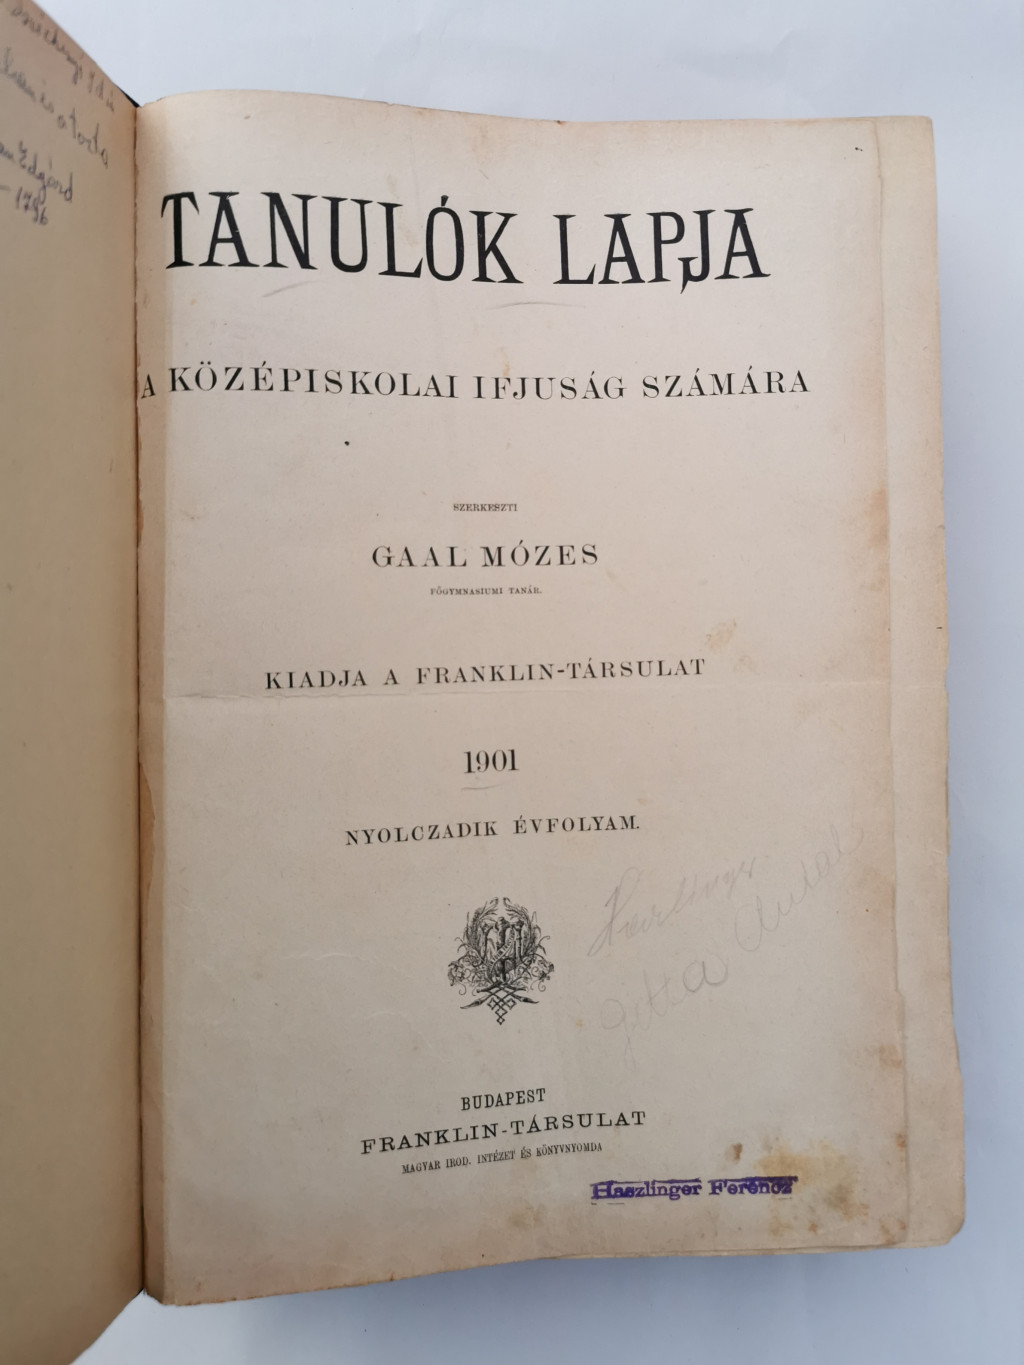 TANULÓK LAPJA
A KÖZÉPISKOLAI IFJUSÁG SZÁMÁRA
SZERKESZTI
GAAL MÓZES
FŐGYMNASIUMI TANÁR.
KIADJA A FRANKLIN-TÁRSULAT
1901
NYOLCZADIK ÉVFOLYAM.
BUDAPEST
FRANKLIN-TÁRSULAT
MAGYAR IROD. INTÉZET ÉS KÖNYVNYOMDA
Haszlinger Ferencz
1796